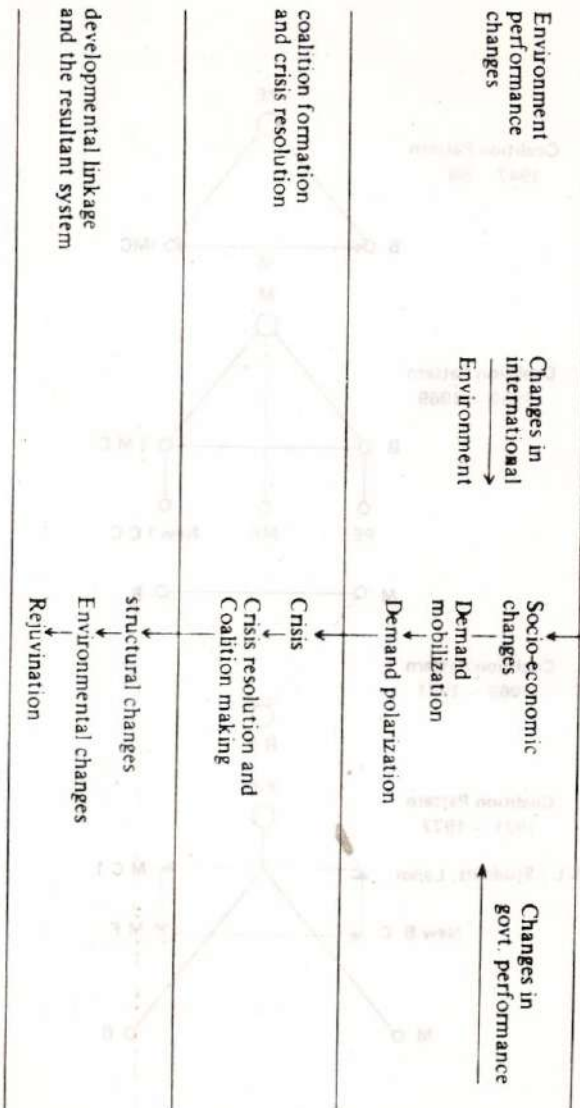 Environment
performance
changes
Changes in
international
Environment
Socio-economic
changes
Demand
mobilization
Demand polarization
Changes in
govt. performance
coalition formation
and crisis resolution
Crisis
Crisis resolution and
Coalition making
developmental linkage
and the resultant system
structural changes
Environmental changes
Rejuvination